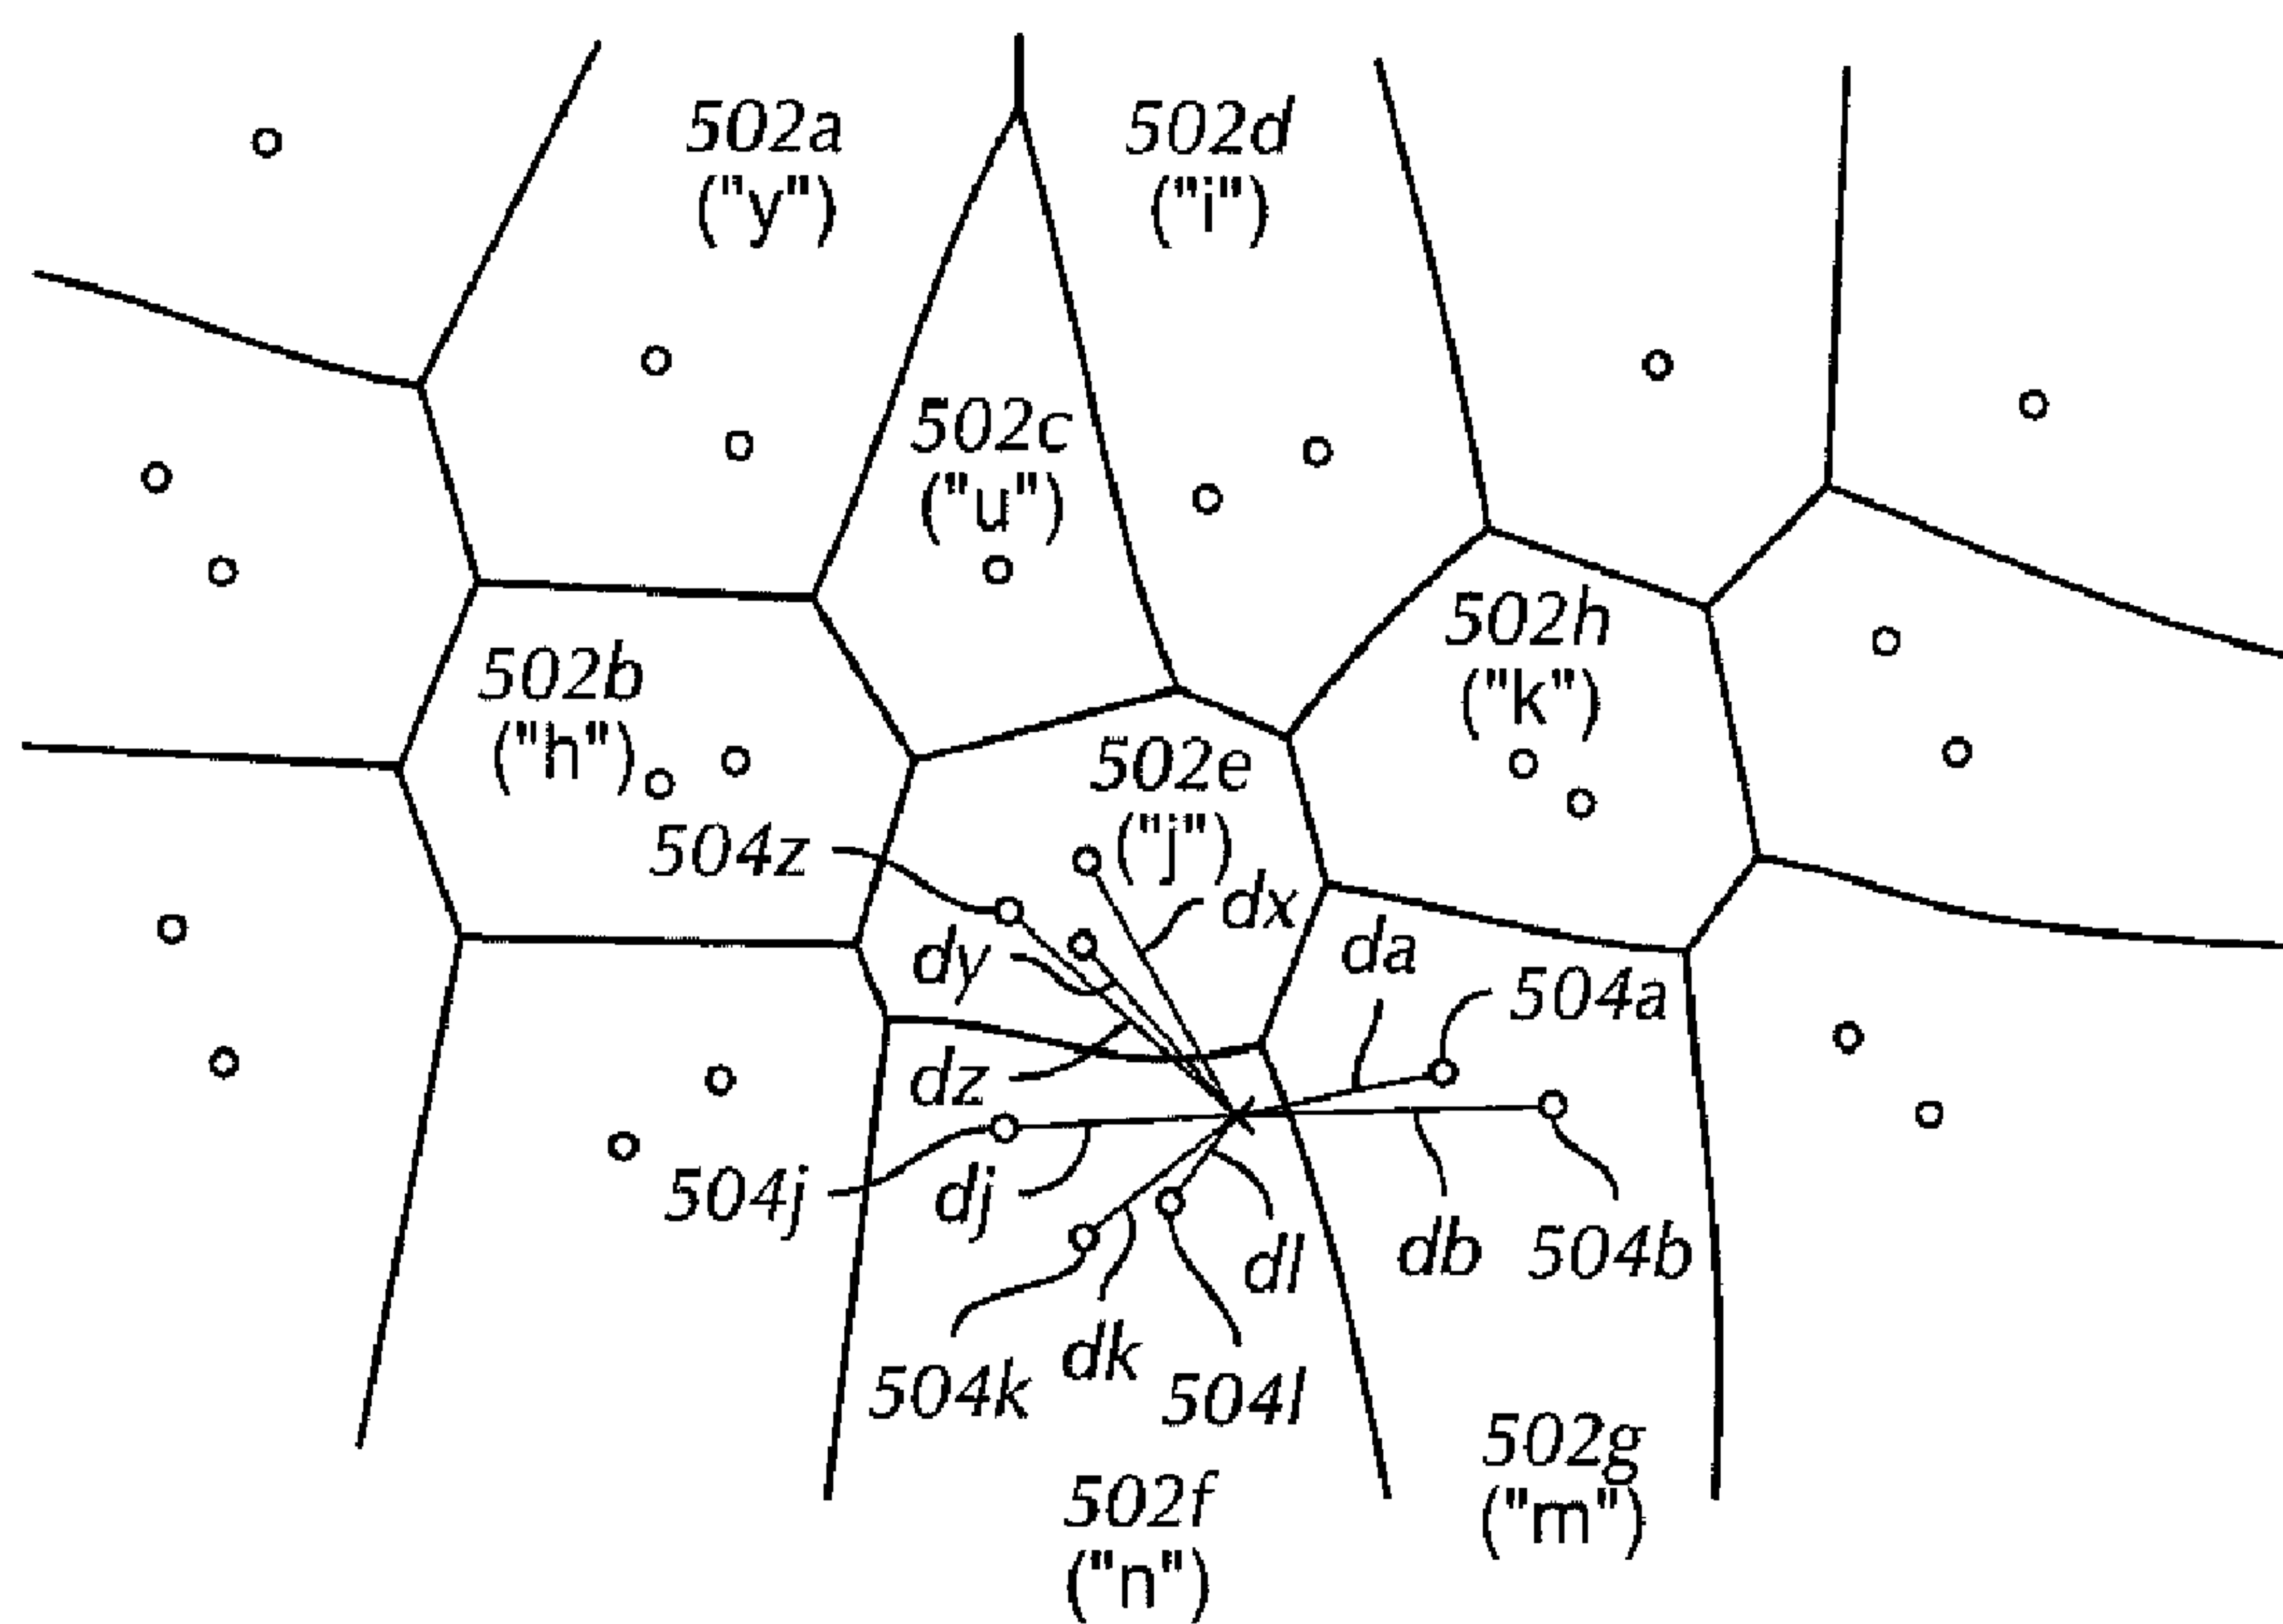 502a
("y")
502d
("i")
502c
("u")
502h
("k")
502b
("h")
502e
("j")
504z
dx
dy
da
504a
dz
504j
dj
dl
db
504b
dk
504k
504l
502g
("m")
502f
("n")